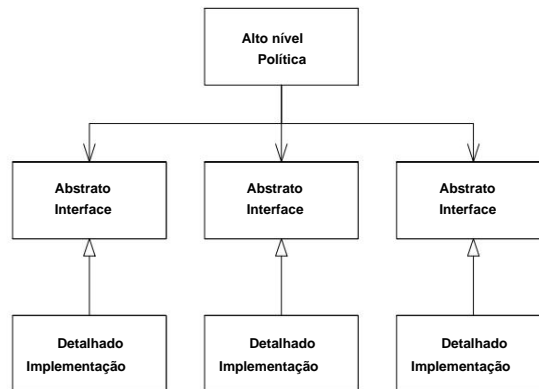 Alto nível
Política
Abstrato
Interface
Abstrato
Interface
Abstrato
Interface
Detalhado
Implementação
Detalhado
Implementação
Detalhado
Implementação